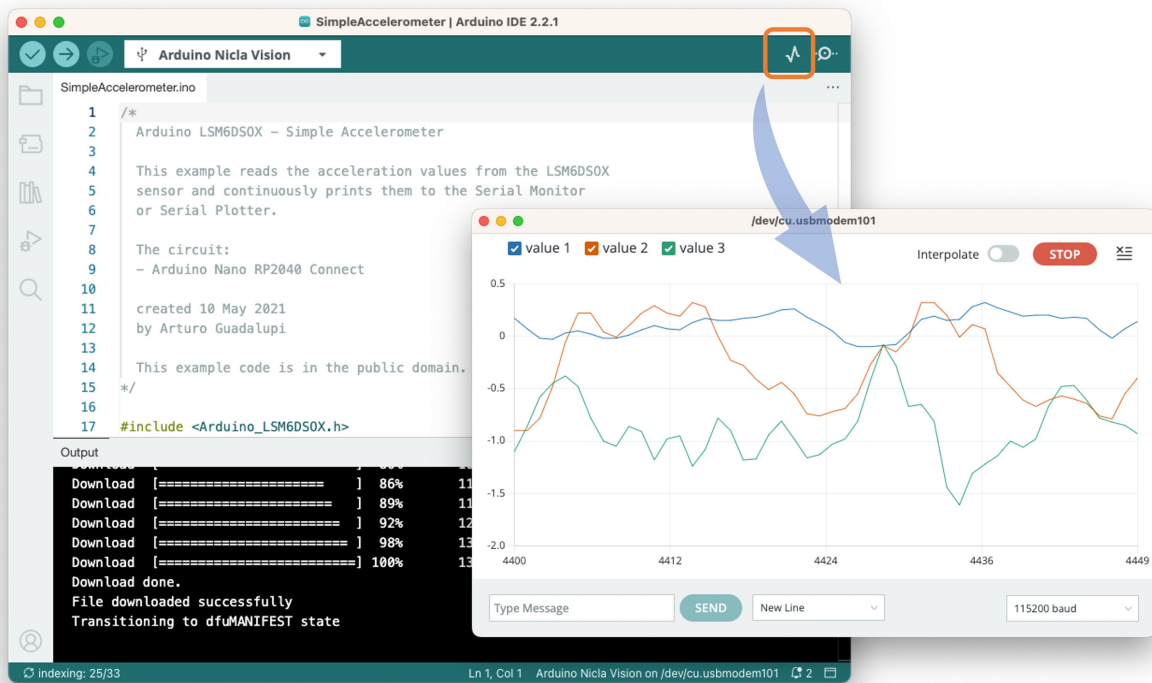 SimpleAccelerometer | Arduino IDE 2.2.1
Arduino Nicla Vision
SimpleAccelerometer.ino
1 /*
2 Arduino LSM6DSOX – Simple Accelerometer
3
4 This example reads the acceleration values from the LSM6DSOX
5 sensor and continuously prints them to the Serial Monitor
6 or Serial Plotter.
7
8 The circuit:
9 – Arduino Nano RP2040 Connect
10
11 created 10 May 2021
12 by Arturo Guadalupi
13
14 This example code is in the public domain.
15 */
16
17 #include <Arduino_LSM6DSOX.h>
Output
Download [===================== ] 86% 11
Download [====================== ] 89% 11
Download [======================= ] 92% 12
Download [======================== ] 98% 13
Download [=========================] 100% 13
Download done.
File downloaded successfully
Transitioning to dfuMANIFEST state
indexing: 25/33
Ln 1, Col 1 Arduino Nicla Vision on /dev/cu.usbmodem101 2
/dev/cu.usbmodem101
value 1 value 2 value 3
Interpolate STOP
0.5
0
-0.5
-1.0
-1.5
-2.0
4400 4412 4424 4436 4449
Type Message SEND New Line 115200 baud